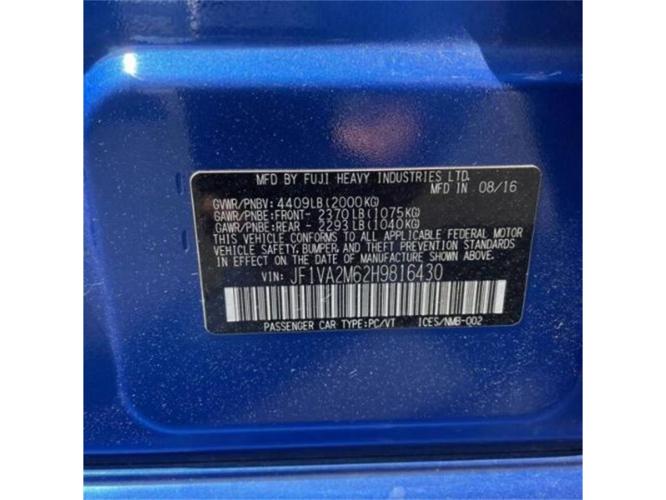 MFD BY FUJI HEAVY INDUSTRIES LTD.
MFD IN 08/16
GVWR/PNBV: 4409LB(2000KG)
GAWR/PNBE:FRONT- 2370LB(1075KG)
GAWR/PNBE:REAR - 2293LB(1040KG)
THIS VEHICLE CONFORMS TO ALL APPLICABLE FEDERAL MOTOR
VEHICLE SAFETY, BUMPER, AND THEFT PREVENTION STANDARDS
IN EFFECT ON THE DATE OF MANUFACTURE SHOWN ABOVE.
VIN: JF1VA2M62H9816430
PASSENGER CAR TYPE:PC/VT ICES/NMB-002